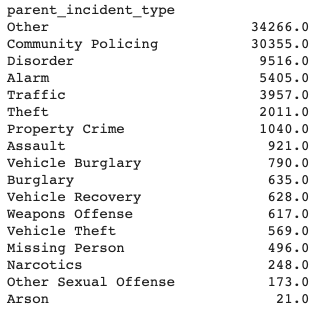 parent_incident_type
Other 34266.0
Community Policing 30355.0
Disorder 9516.0
Alarm 5405.0
Traffic 3957.0
Theft 2011.0
Property Crime 1040.0
Assault 921.0
Vehicle Burglary 790.0
Burglary 635.0
Vehicle Recovery 628.0
Weapons Offense 617.0
Vehicle Theft 569.0
Missing Person 496.0
Narcotics 248.0
Other Sexual Offense 173.0
Arson 21.0